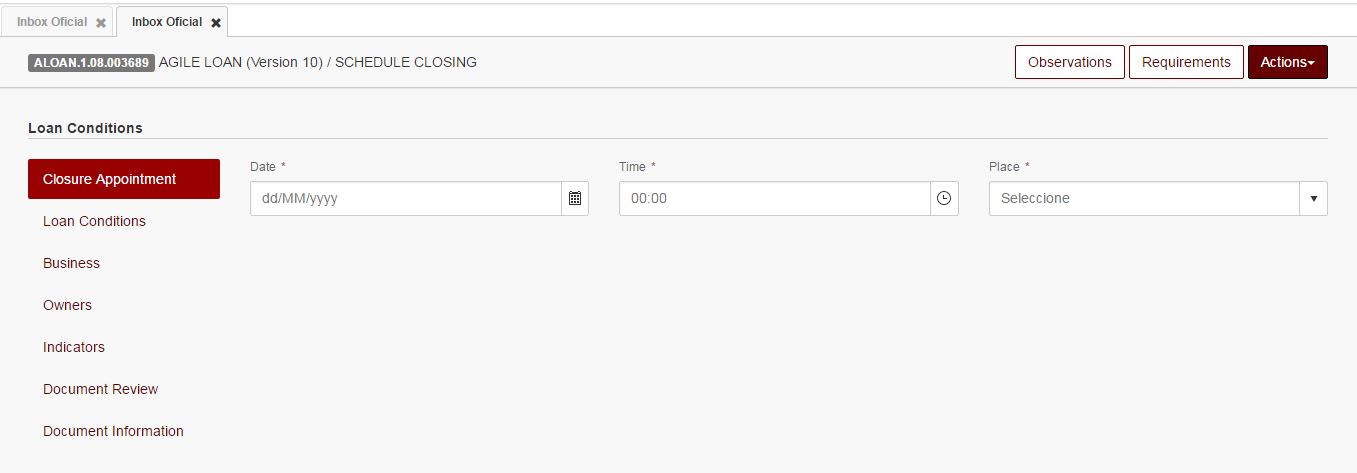 Inbox Oficial Inbox Oficial
ALOAN.1.08.003689 AGILE LOAN (Version 10) / SCHEDULE CLOSING Observations Requirements Actions
Loan Conditions
Closure Appointment
Loan Conditions
Business
Owners
Indicators
Document Review
Document Information
Date *
dd/MM/yyyy
Time *
00:00
Place *
Seleccione